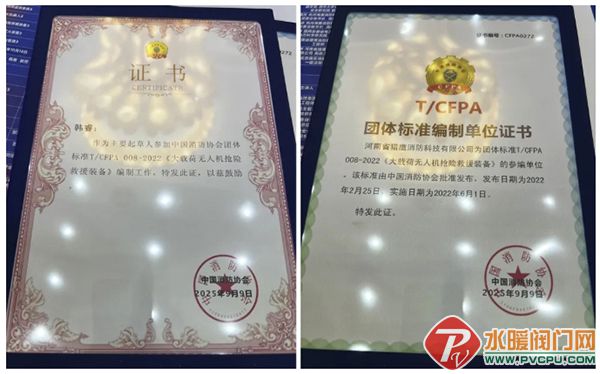 证书
CERTIFICATE
韩睿：
作为主要起草人参加中国消防协会团体
标准T/CFPA 008-2022《大载荷无人机抢险
救援装备》编制工作，特发此证，以兹鼓励
中国消防协会
2025年9月9日
证书编号：CFPA0272
T/CFPA
团体标准编制单位证书
河南省猎鹰消防科技有限公司为团体标准T/CFPA
008-2022《大载荷无人机抢险救援装备》的参编单位
，该标准由中国消防协会批准发布，发布日期为2022
年2月25日，实施日期为2022年6月1日。
特发此证。
中国消防协会
2025年9月9日
水暖阀门网
WWW.PVCPU.COM